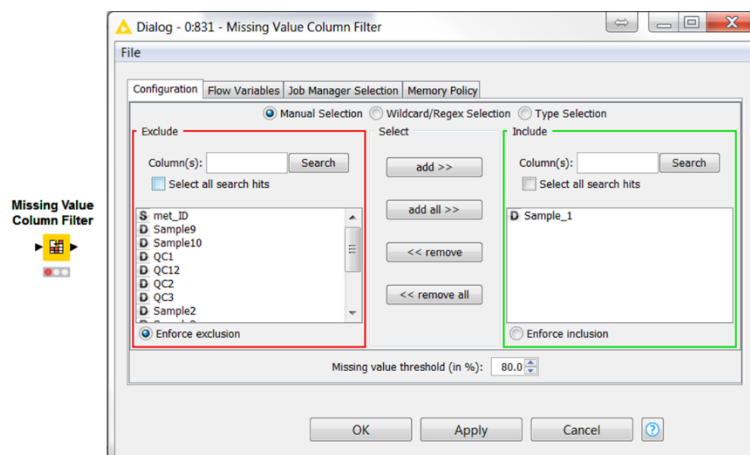 Dialog - 0:831 - Missing Value Column Filter
File
Configuration Flow Variables Job Manager Selection Memory Policy
Manual Selection Wildcard/Regex Selection Type Selection
Exclude Select Include
Column(s): Search add >> Column(s): Search
Select all search hits Select all search hits
Missing Value
Column Filter
add all >>
<< remove
<< remove all
S met_ID
D Sample9
D Sample10
D QC1
D QC12
D QC2
D QC3
D Sample2
D Sample_1
Enforce exclusion Enforce inclusion
Missing value threshold (in %): 80.0
OK Apply Cancel ?